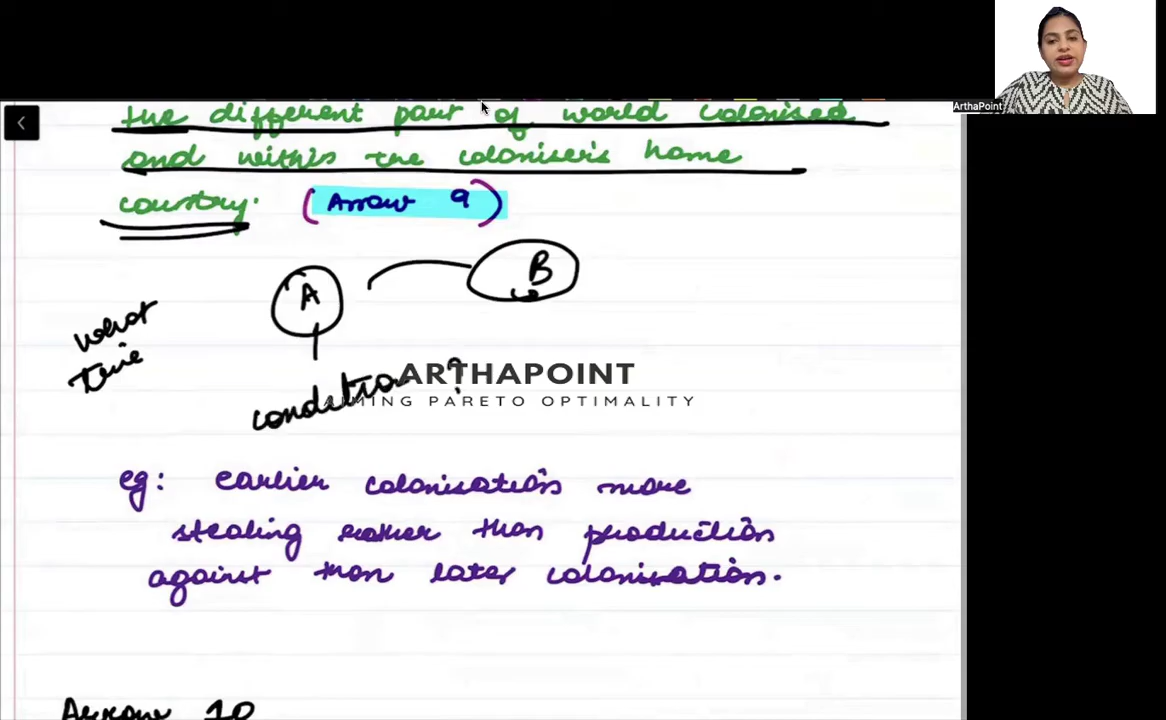 ArthaPoint
the different part of world colonised
and within the coloniser's home
country. (Arrow 9)
A B
what
time
condition ?
ARTHAPOINT
AIMING PARETO OPTIMALITY
eg: earlier colonisation more
stealing rather than production
against than later colonisation.
Arrow 10